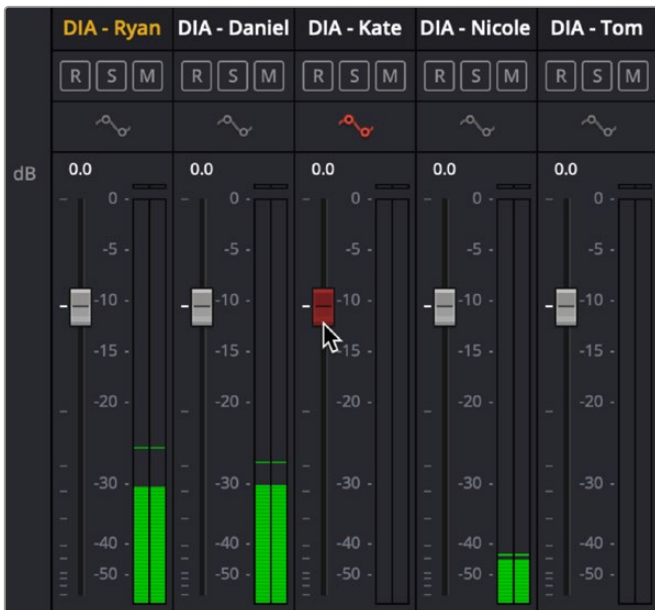 DIA - Ryan DIA - Daniel DIA - Kate DIA - Nicole DIA - Tom
R S M R S M R S M R S M R S M
dB 0.0 0.0 0.0 0.0 0.0
0 - 0 - 0 - 0 - 0 -
-5 - -5 - -5 - -5 - -5 -
-10 - -10 - -10 - -10 - -10 -
-15 - -15 - 15 - -15 - -15 -
-20 - -20 - -20 - -20 - -20 -
-30 - -30 - -30 - -30 - -30 -
-40 - -40 - -40 - -40 - -40 -
-50 - -50 - -50 - -50 - -50 -